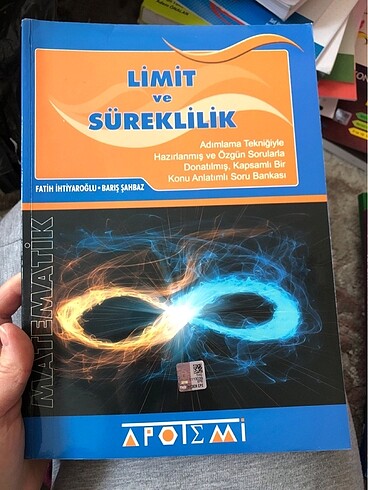 LİMİT
ve
SÜREKLİLİK
Adımlama Tekniğiyle
Hazırlanmış ve Özgün Sorularla
Donatılmış, Kapsamlı Bir
Konu Anlatımlı Soru Bankası
FATİH İHTİYAROĞLU • BARIŞ ŞAHBAZ
MATEMATİK
APOTEMİ